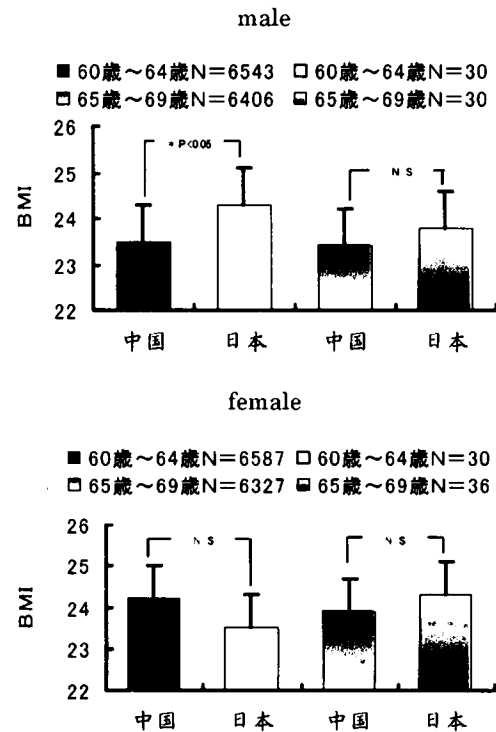 male
■ 60歳～64歳N＝6543 □ 60歳～64歳N＝30
65歳～69歳N＝6406 65歳～69歳N＝30
26
25
24
23
22
BMI
* P<0.05
N S
中国 日本 中国 日本
female
■ 60歳～64歳N＝6587 □ 60歳～64歳N＝30
65歳～69歳N＝6327 65歳～69歳N＝36
26
25
24
23
22
BMI
N S
N S
中国 日本 中国 日本